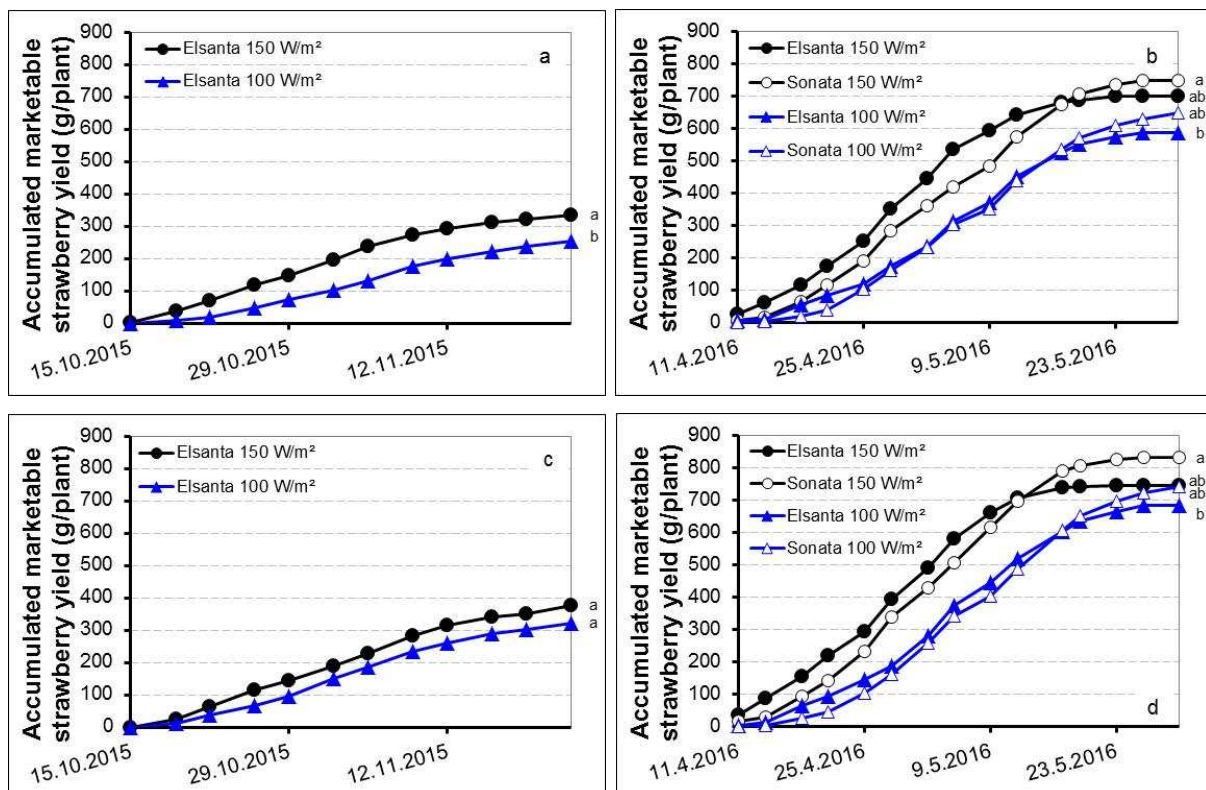 Accumulated marketable
strawberry yield (g/plant)
900
800
700
600
500
400
300
200
100
0
Elsanta 150 W/m²
Elsanta 100 W/m²
a
a
b
15.10.2015
29.10.2015
12.11.2015
Accumulated marketable
strawberry yield (g/plant)
900
800
700
600
500
400
300
200
100
0
Elsanta 150 W/m²
Sonata 150 W/m²
Elsanta 100 W/m²
Sonata 100 W/m²
b
a
ab
ab
b
11.4.2016
25.4.2016
9.5.2016
23.5.2016
Accumulated marketable
strawberry yield (g/plant)
900
800
700
600
500
400
300
200
100
0
Elsanta 150 W/m²
Elsanta 100 W/m²
c
a
a
15.10.2015
29.10.2015
12.11.2015
Accumulated marketable
strawberry yield (g/plant)
900
800
700
600
500
400
300
200
100
0
Elsanta 150 W/m²
Sonata 150 W/m²
Elsanta 100 W/m²
Sonata 100 W/m²
a
ab
ab
b
d
11.4.2016
25.4.2016
9.5.2016
23.5.2016